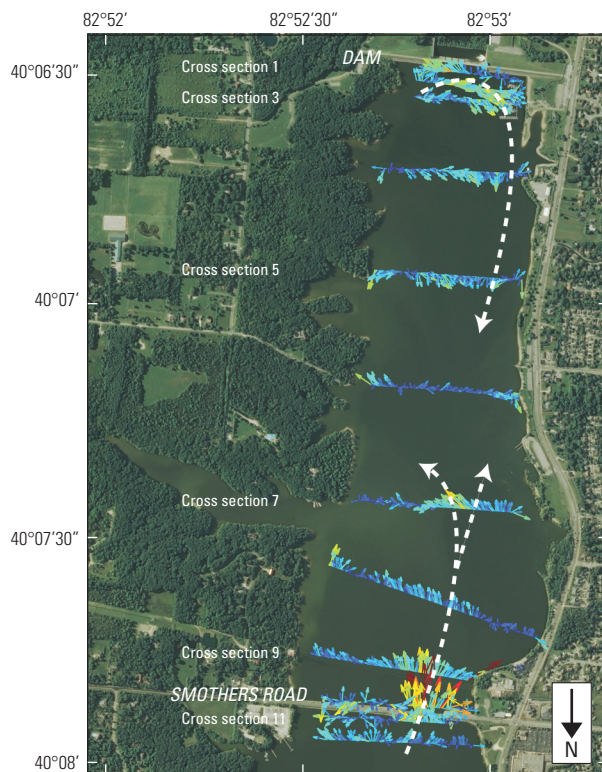 82°52' 82°52'30" 82°53'
DAM
40°06'30"
Cross section 1
Cross section 3
Cross section 5
40°07'
Cross section 7
40°07'30"
Cross section 9
SMOTHERS ROAD
Cross section 11
N
40°08'